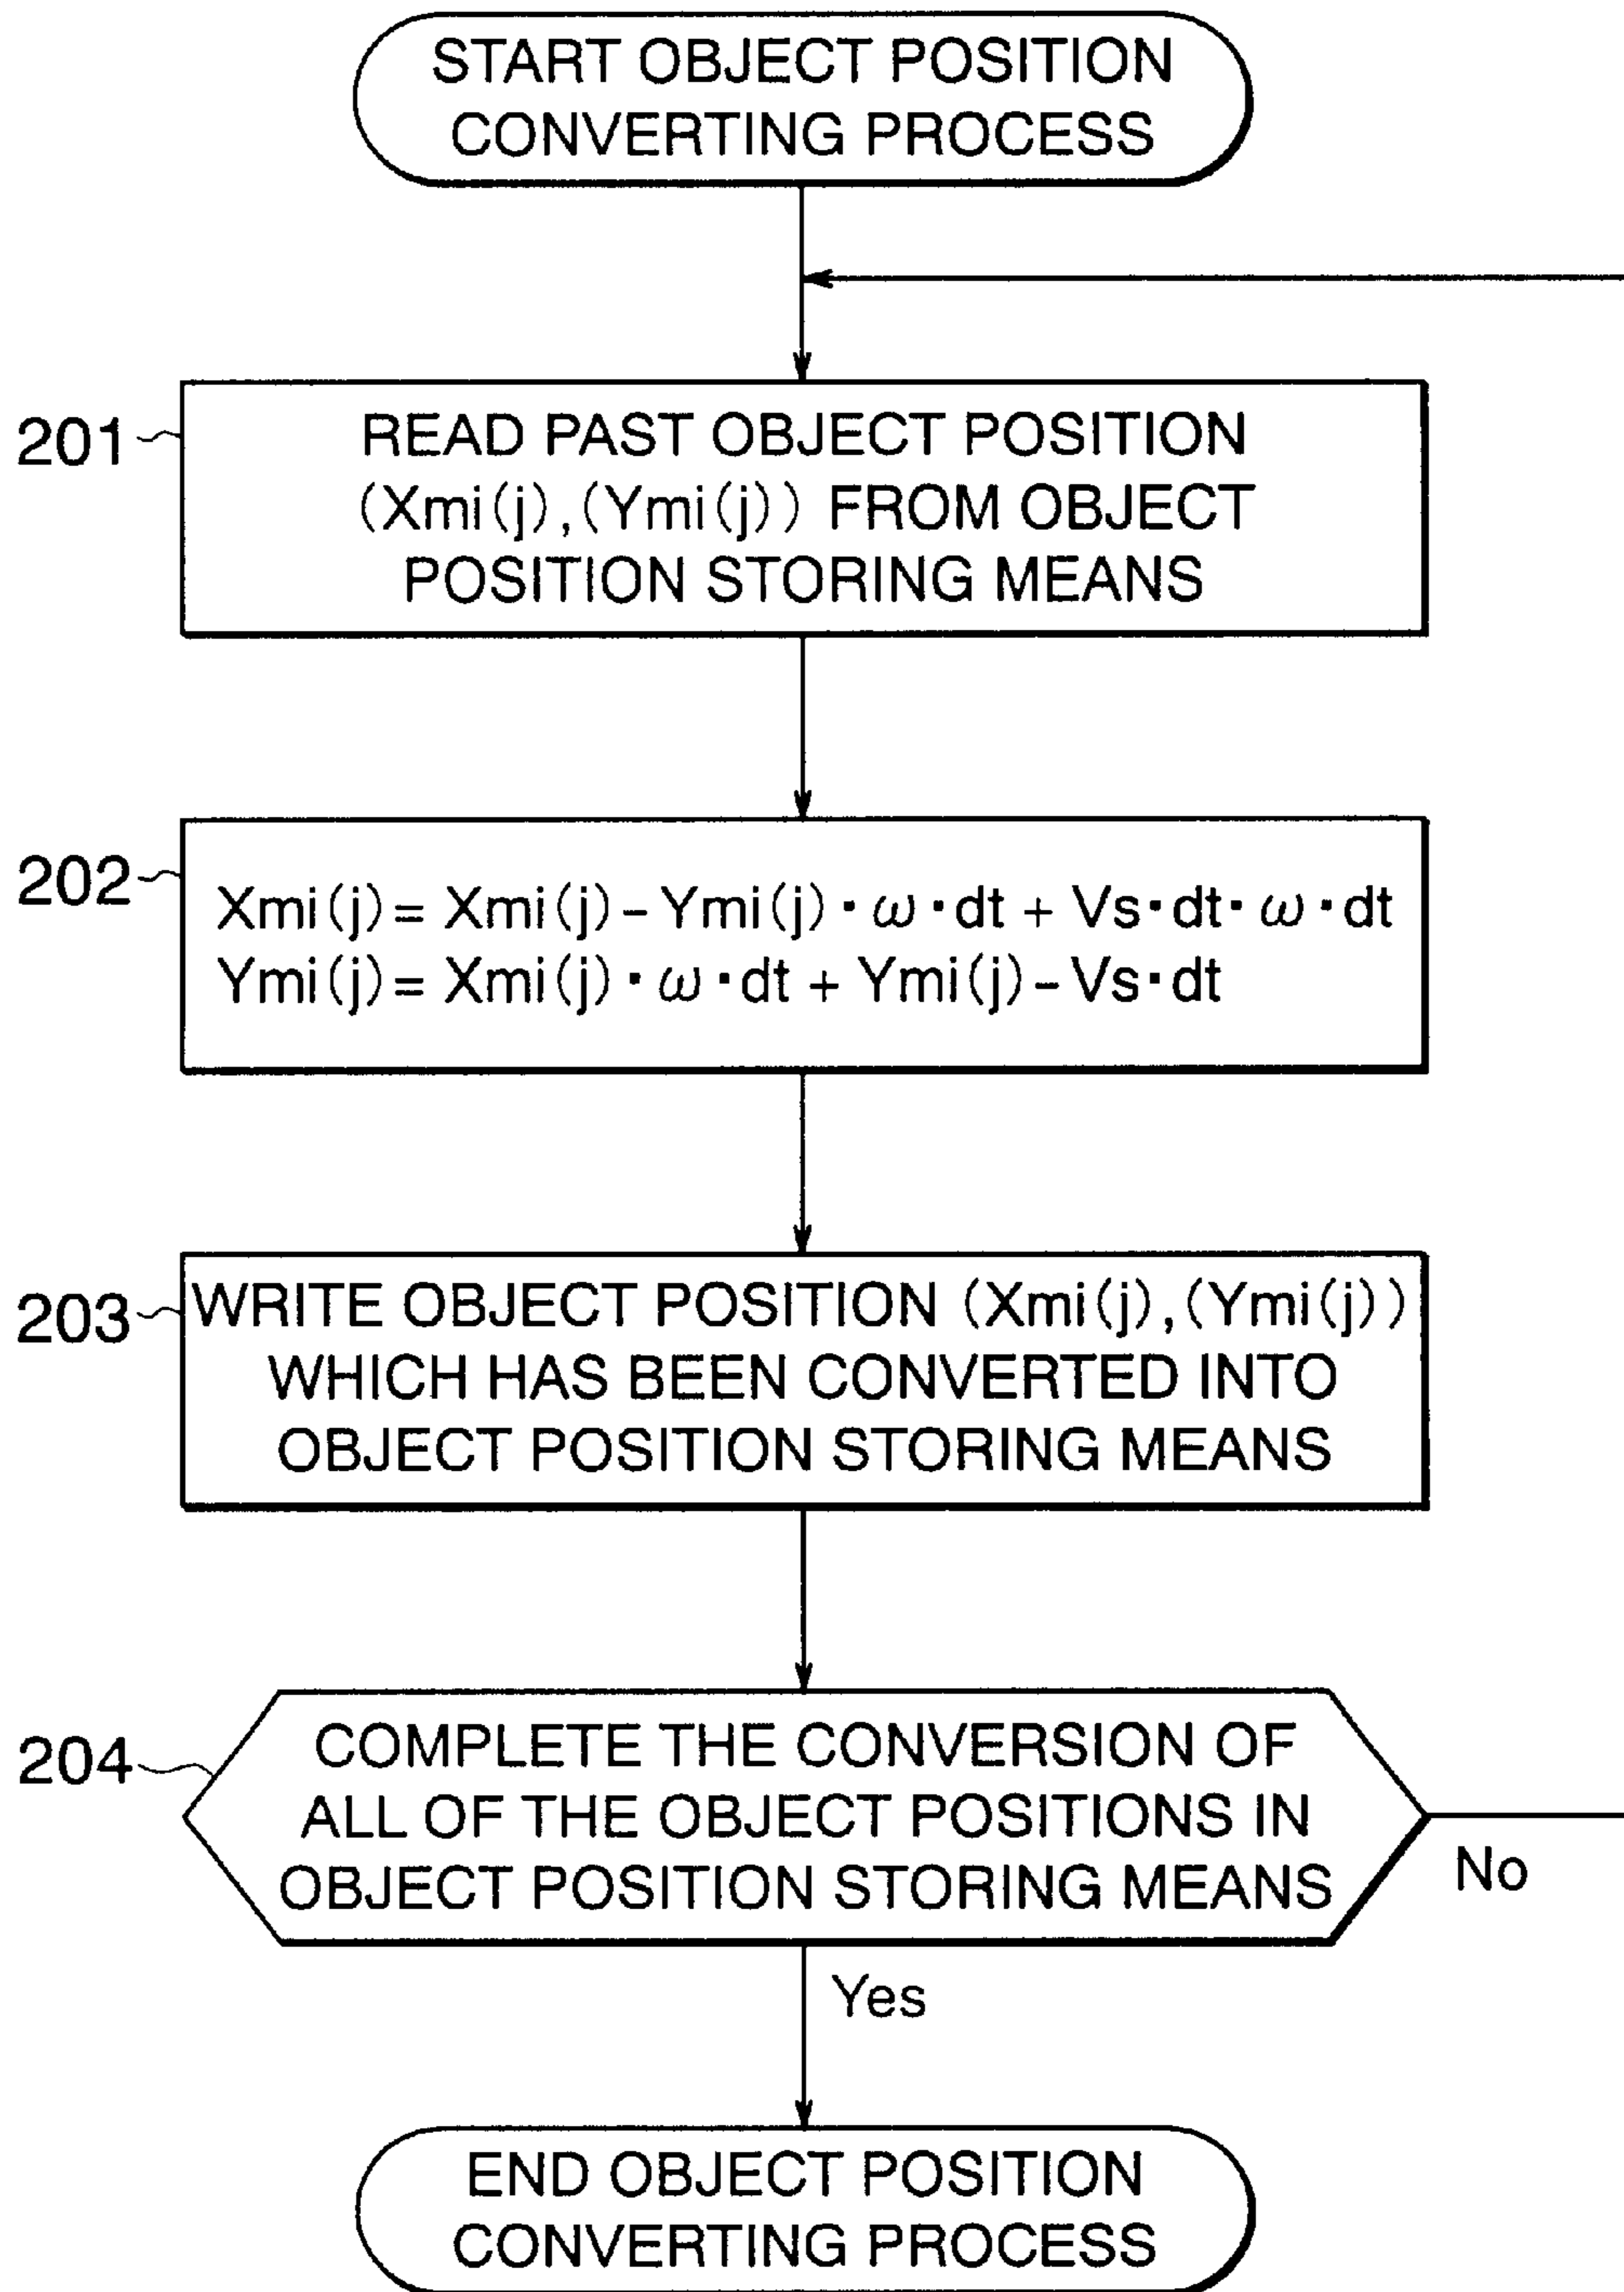 START OBJECT POSITION
CONVERTING PROCESS
201
READ PAST OBJECT POSITION
(Xmi(j),(Ymi(j)) FROM OBJECT
POSITION STORING MEANS
202
Xmi(j)= Xmi(j)-Ymi(j)・ω・dt + Vs・dt・ω・dt
Ymi(j)= Xmi(j)・ω・dt + Ymi(j)-Vs・dt
203
WRITE OBJECT POSITION (Xmi(j),(Ymi(j))
WHICH HAS BEEN CONVERTED INTO
OBJECT POSITION STORING MEANS
204
COMPLETE THE CONVERSION OF
ALL OF THE OBJECT POSITIONS IN
OBJECT POSITION STORING MEANS
No
Yes
END OBJECT POSITION
CONVERTING PROCESS